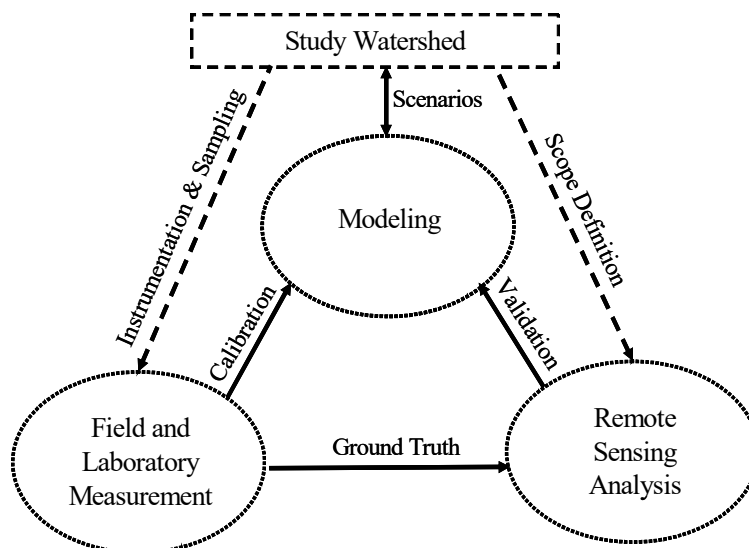 Study Watershed
Scenarios
Instrumentation & Sampling
Scope Definition
Modeling
Calibration
Validation
Field and
Laboratory
Measurement
Ground Truth
Remote
Sensing
Analysis